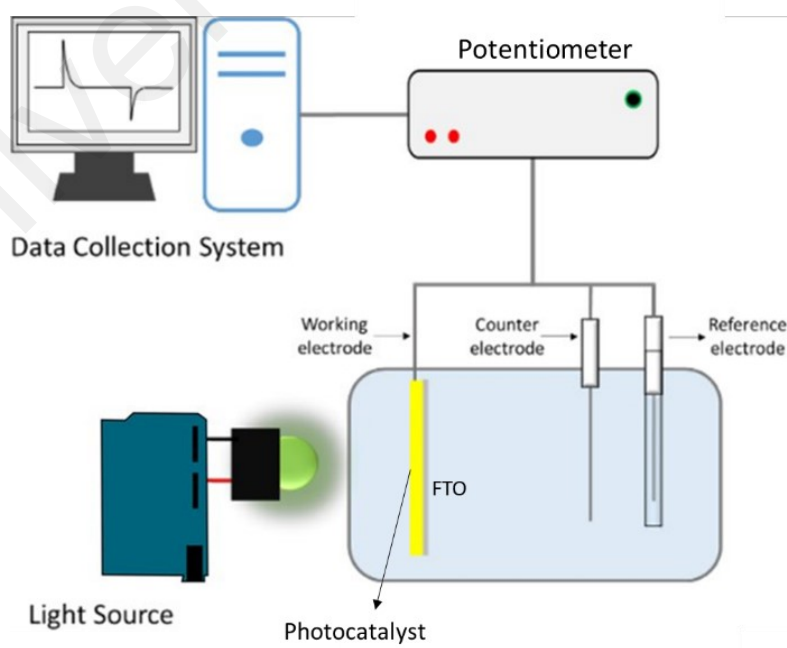 Potentiometer
Data Collection System
Working
electrode
Counter
electrode
Reference
electrode
FTO
Light Source
Photocatalyst